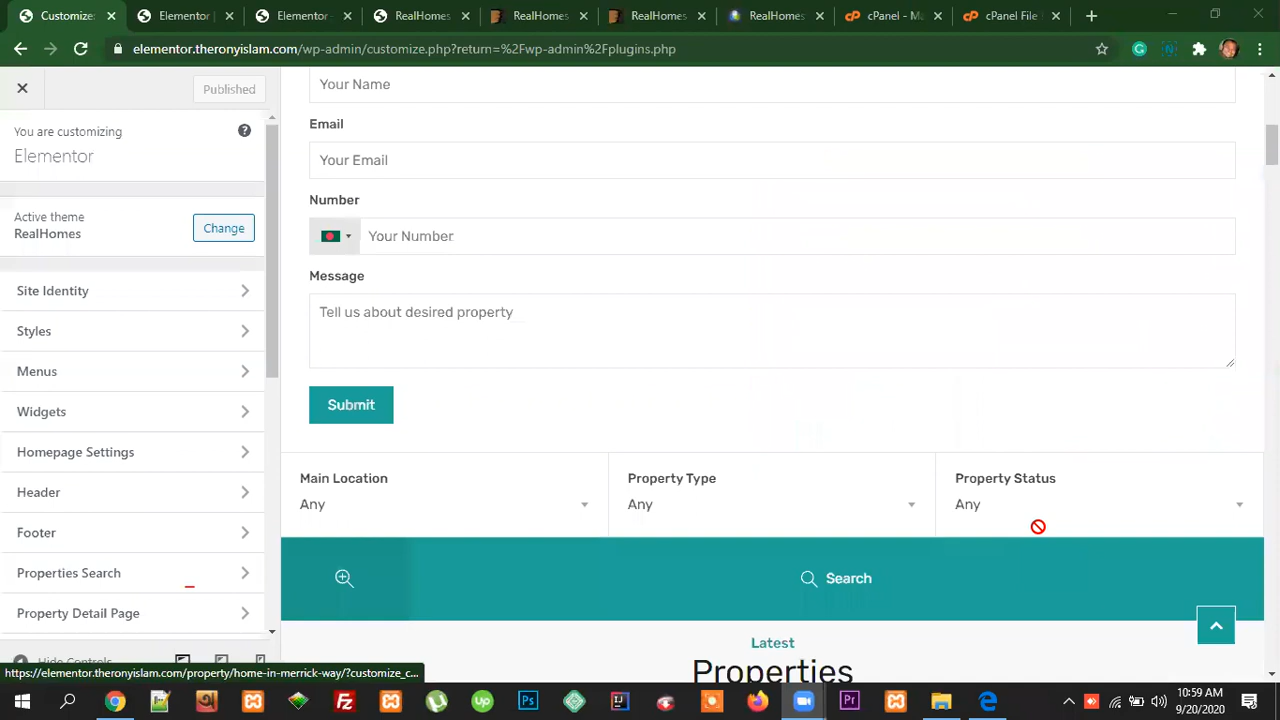 Customize:
Elementor |
Elementor -
RealHomes
RealHomes
RealHomes
RealHomes
cPanel - M
cPanel File
elementor.theronyislam.com/wp-admin/customize.php?return=%2Fwp-admin%2Fplugins.php
Published
You are customizing
Elementor
Active theme
RealHomes
Change
Site Identity
Styles
Menus
Widgets
Homepage Settings
Header
Footer
Properties Search
Property Detail Page
Hide Controls
Your Name
Email
Your Email
Number
Your Number
Message
Tell us about desired property
Submit
Main Location
Any
Property Type
Any
Property Status
Any
Search
Latest
Properties
https://elementor.theronyislam.com/property/home-in-merrick-way/?customize_c...
10:59 AM
9/20/2020